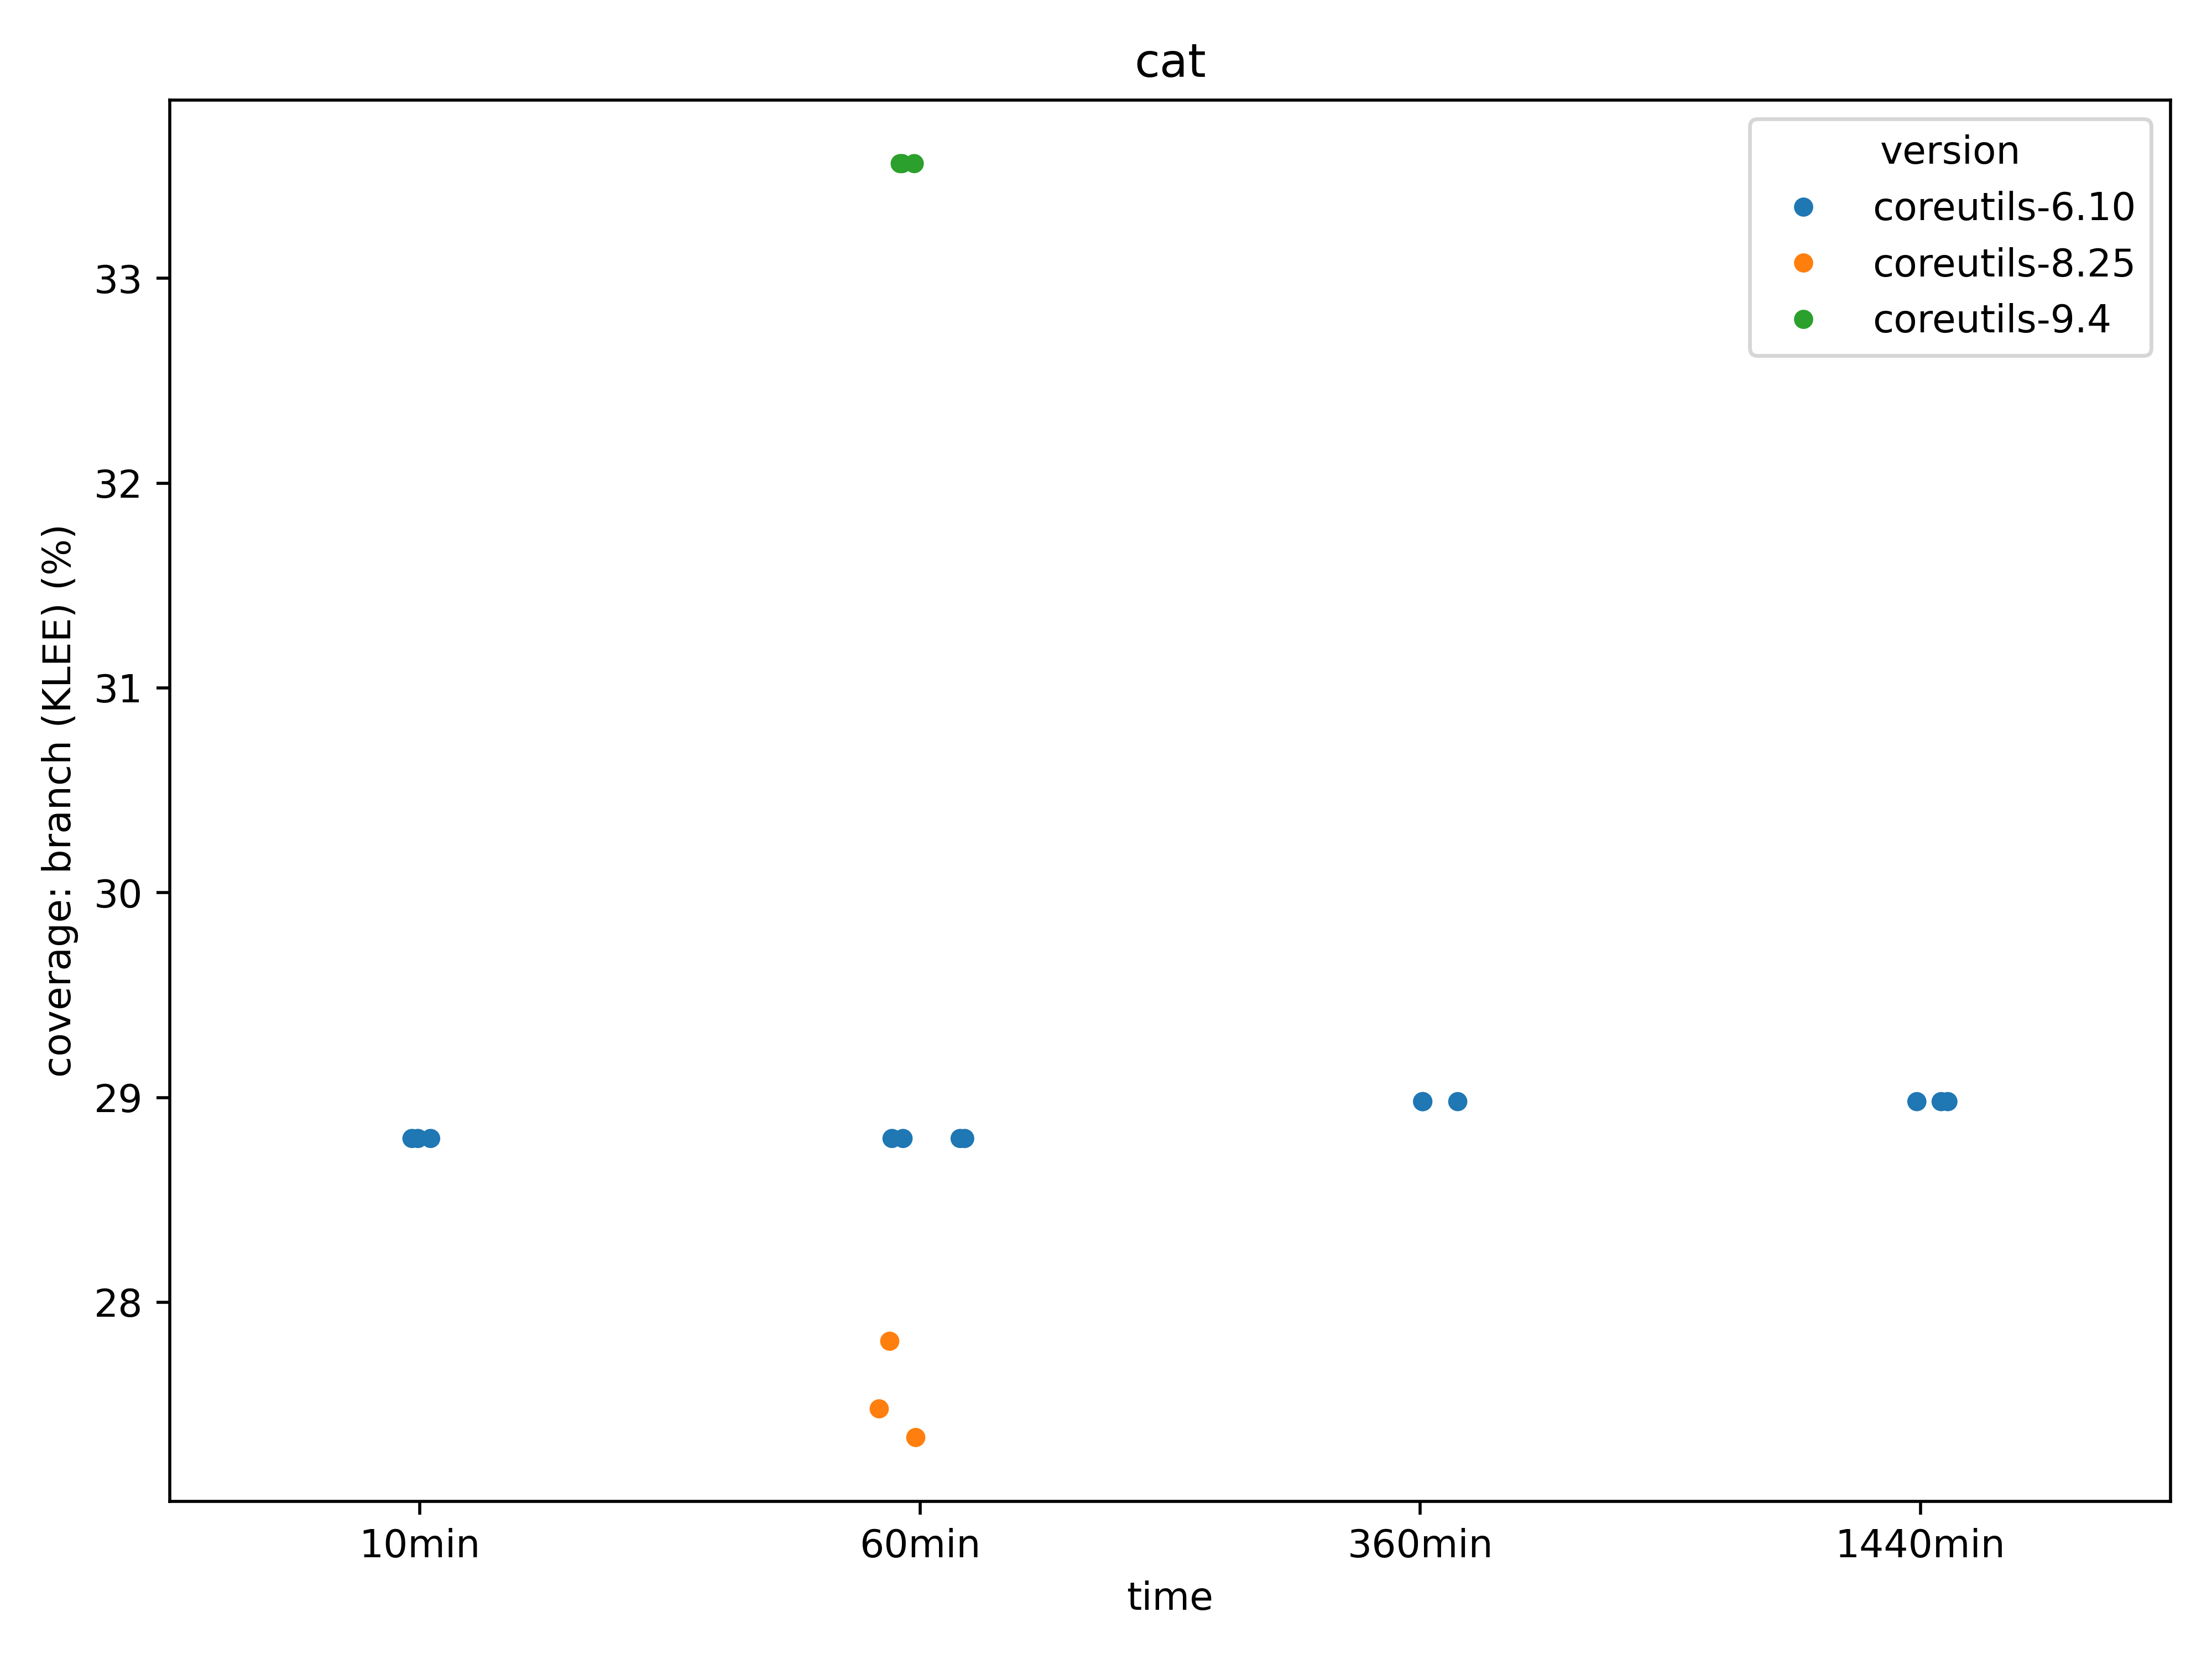 cat
version
coreutils-6.10
coreutils-8.25
coreutils-9.4
coverage: branch (KLEE) (%)
33
32
31
30
29
28
10min
60min
360min
1440min
time